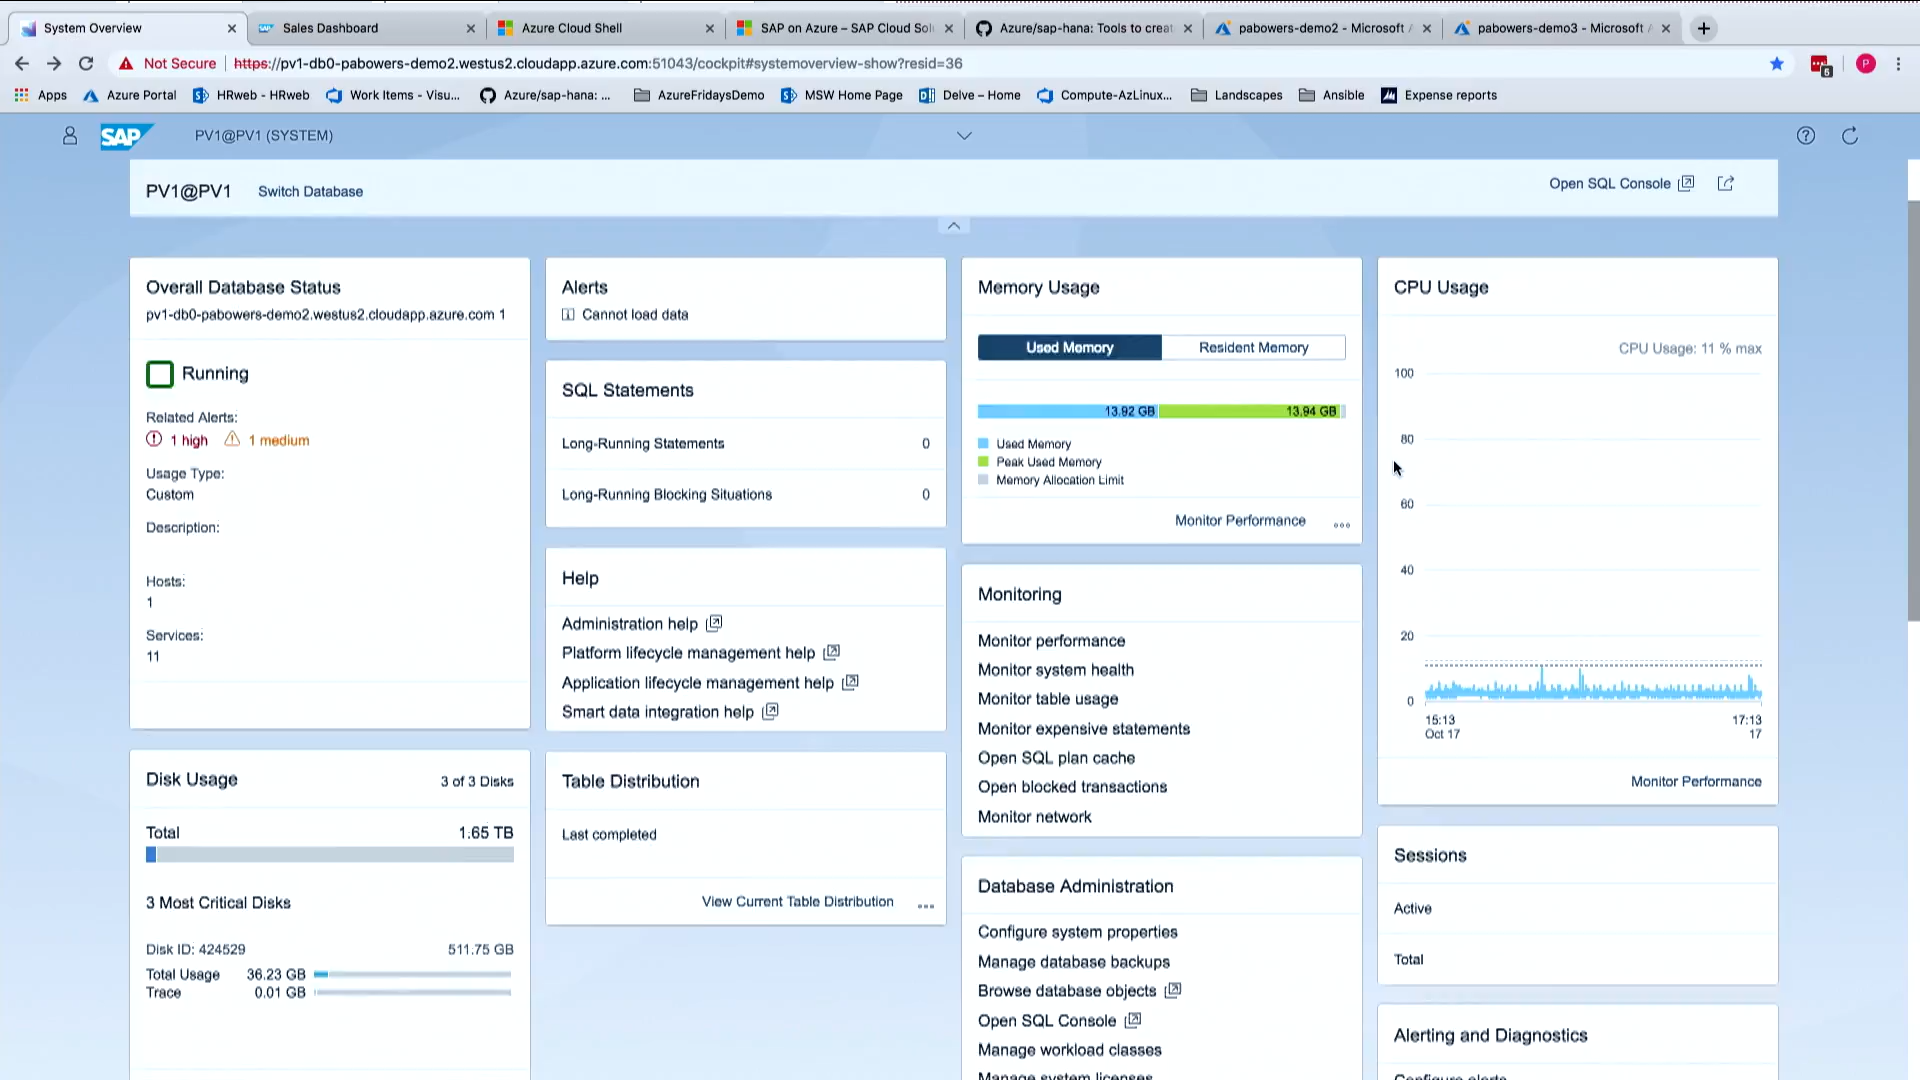 System Overview
Sales Dashboard
Azure Cloud Shell
SAP on Azure – SAP Cloud Solu
Azure/sap-hana: Tools to creat
pabowers-demo2 - Microsoft A
pabowers-demo3 - Microsoft A
Not Secure
https://pv1-db0-pabowers-demo2.westus2.cloudapp.azure.com:51043/cockpit#systemoverview-show?resid=36
5
P
Apps
Azure Portal
HRweb - HRweb
Work Items - Visu...
Azure/sap-hana: ...
AzureFridaysDemo
MSW Home Page
Delve – Home
Compute-AzLinux...
Landscapes
Ansible
Expense reports
SAP
PV1@PV1 (SYSTEM)
PV1@PV1
Switch Database
Open SQL Console
Overall Database Status
pv1-db0-pabowers-demo2.westus2.cloudapp.azure.com 1
Running
Related Alerts:
1 high
1 medium
Usage Type:
Custom
Description:
Hosts:
1
Services:
11
Disk Usage
3 of 3 Disks
Total
1.65 TB
3 Most Critical Disks
Disk ID: 424529
511.75 GB
Total Usage
36.23 GB
Trace
0.01 GB
Alerts
Cannot load data
SQL Statements
Long-Running Statements
0
Long-Running Blocking Situations
0
Help
Administration help
Platform lifecycle management help
Application lifecycle management help
Smart data integration help
Table Distribution
Last completed
View Current Table Distribution
Memory Usage
Used Memory
Resident Memory
13.92 GB
13.94 GB
Used Memory
Peak Used Memory
Memory Allocation Limit
Monitor Performance
Monitoring
Monitor performance
Monitor system health
Monitor table usage
Monitor expensive statements
Open SQL plan cache
Open blocked transactions
Monitor network
Database Administration
Configure system properties
Manage database backups
Browse database objects
Open SQL Console
Manage workload classes
Manage system licenses
CPU Usage
CPU Usage: 11 % max
100
80
60
40
20
0
15:13
Oct 17
17:13
17
Monitor Performance
Sessions
Active
Total
Alerting and Diagnostics
Configure alerts